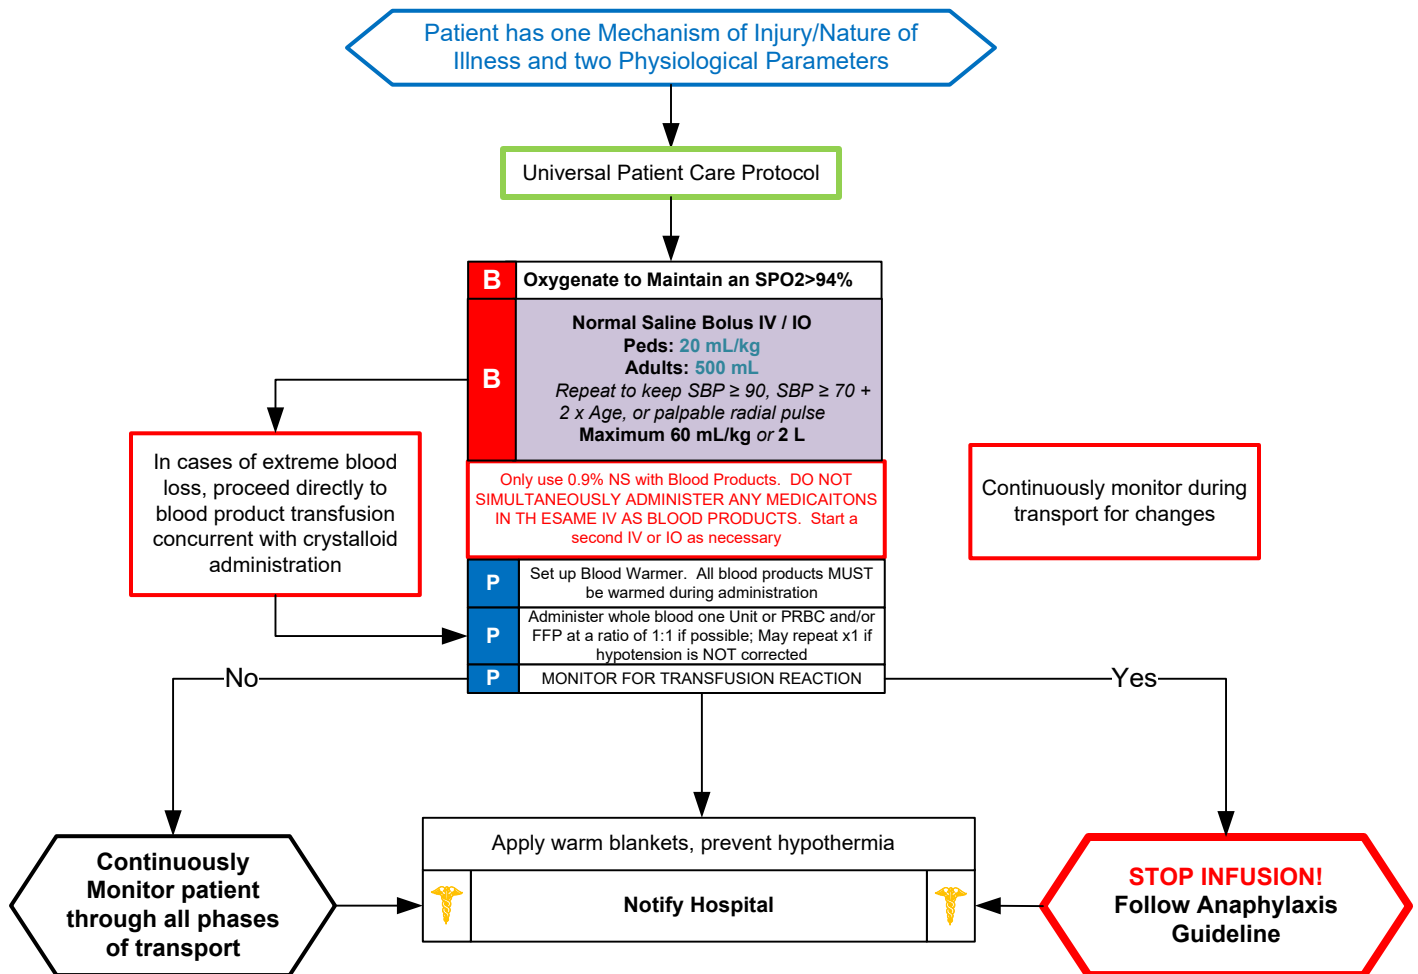 Patient has one Mechanism of Injury/Nature of
Illness and two Physiological Parameters
Universal Patient Care Protocol
B
Oxygenate to Maintain an SPO2>94%
B
Normal Saline Bolus IV / IO
Peds: 20 mL/kg
Adults: 500 mL
Repeat to keep SBP ≥ 90, SBP ≥ 70 +
2 x Age, or palpable radial pulse
Maximum 60 mL/kg or 2 L
In cases of extreme blood
loss, proceed directly to
blood product transfusion
concurrent with crystalloid
administration
Only use 0.9% NS with Blood Products.  DO NOT
SIMULTANEOUSLY ADMINISTER ANY MEDICAITONS
IN TH ESAME IV AS BLOOD PRODUCTS.  Start a
second IV or IO as necessary
Continuously monitor during
transport for changes
P
Set up Blood Warmer.  All blood products MUST
be warmed during administration
P
Administer whole blood one Unit or PRBC and/or
FFP at a ratio of 1:1 if possible; May repeat x1 if
hypotension is NOT corrected
P
MONITOR FOR TRANSFUSION REACTION
No
Yes
Continuously
Monitor patient
through all phases
of transport
Apply warm blankets, prevent hypothermia
Notify Hospital
STOP INFUSION!
Follow Anaphylaxis
Guideline